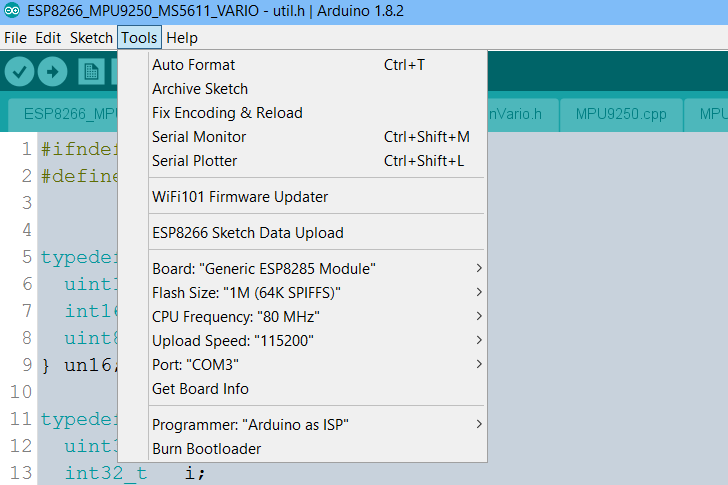 ESP8266_MPU9250_MS5611_VARIO - util.h | Arduino 1.8.2
File Edit Sketch Tools Help
Auto Format Ctrl+T
Archive Sketch
Fix Encoding & Reload
Serial Monitor Ctrl+Shift+M
Serial Plotter Ctrl+Shift+L
WiFi101 Firmware Updater
ESP8266 Sketch Data Upload
Board: "Generic ESP8285 Module"
Flash Size: "1M (64K SPIFFS)"
CPU Frequency: "80 MHz"
Upload Speed: "115200"
Port: "COM3"
Get Board Info
Programmer: "Arduino as ISP"
Burn Bootloader
ESP8266_MPU nVario.h MPU9250.cpp MPU
1 #ifndef
2 #define
3
4
5 typedef
6 uint1
7 int16
8 uint8
9 } un16;
10
11 typedef
12 uint3
13 int32_t i;